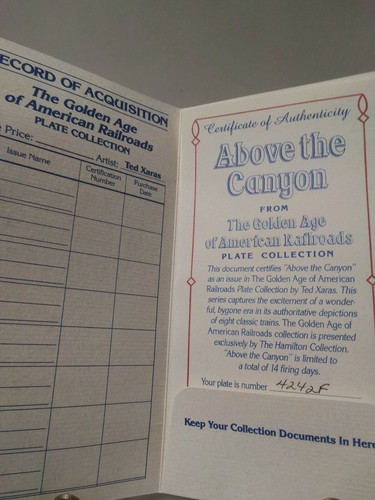 ECORD OF ACQUISITION
The Golden Age
of American Railroads
PLATE COLLECTION
Price: Artist: Ted Xaras
Issue Name Certification Number Purchase Date
Certificate of Authenticity
Above the
Canyon
FROM
The Golden Age
of American Railroads
PLATE COLLECTION
This document certifies "Above the Canyon"
as an issue in The Golden Age of American
Railroads Plate Collection by Ted Xaras. This
series captures the excitement of a wonder-
ful, bygone era in its authoritative depictions
of eight classic trains. The Golden Age of
American Railroads collection is presented
exclusively by The Hamilton Collection.
"Above the Canyon" is limited to
a total of 14 firing days.
Your plate is number 4242F
Keep Your Collection Documents In Here